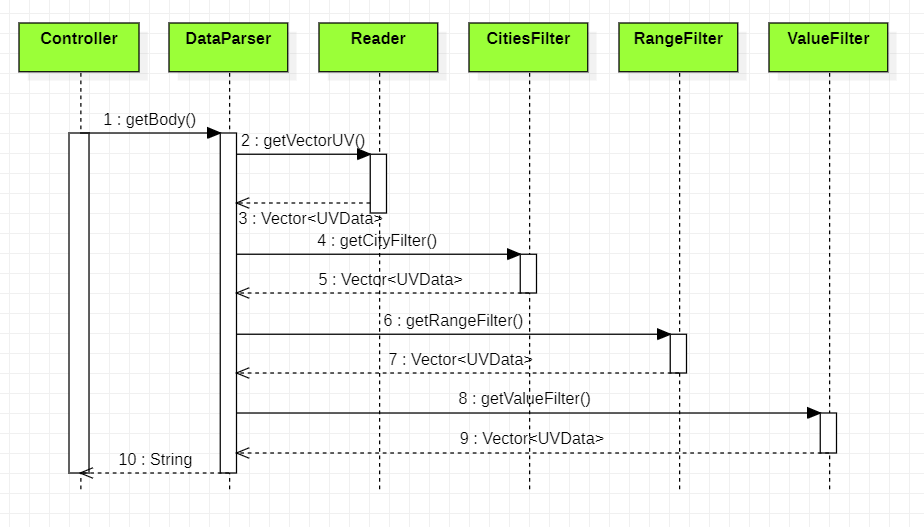 Controller
DataParser
Reader
CitiesFilter
RangeFilter
ValueFilter
1 : getBody()
2 : getVectorUV()
3 : Vector<UVData>
4 : getCityFilter()
5 : Vector<UVData>
6 : getRangeFilter()
7 : Vector<UVData>
8 : getValueFilter()
9 : Vector<UVData>
10 : String